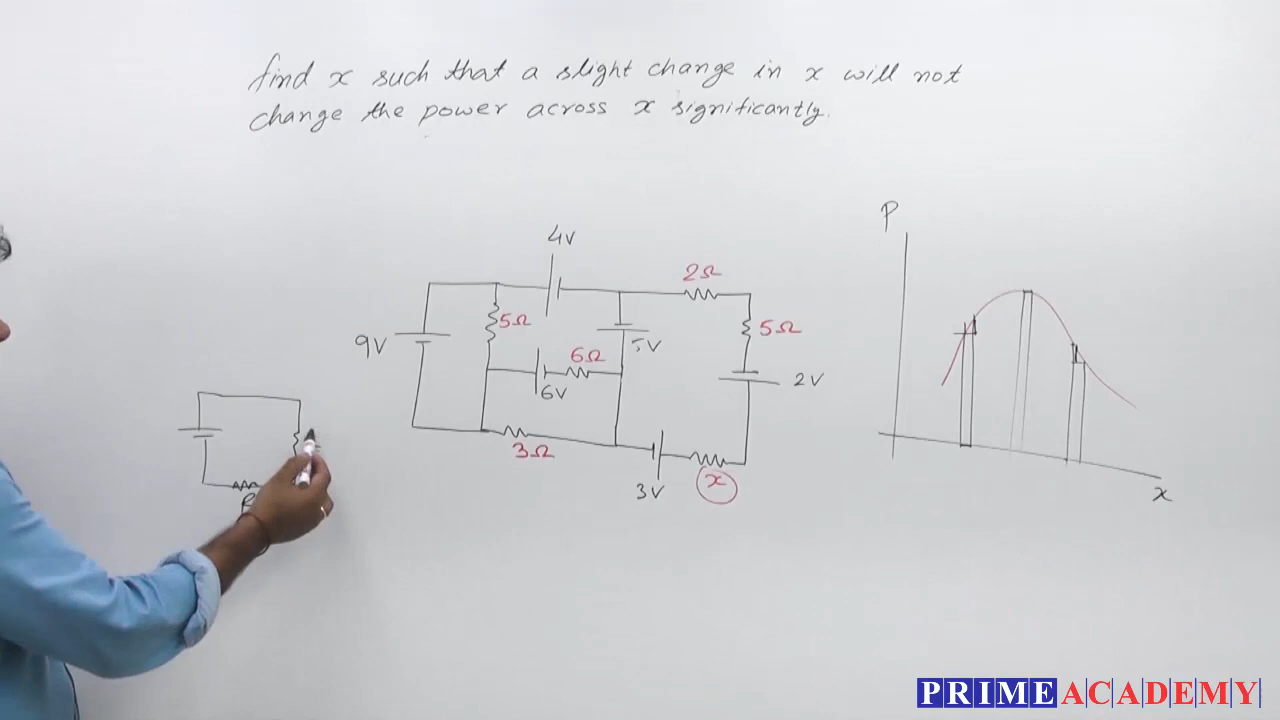 find x such that a slight change in x will not
change the power across x significantly.
P
4V
2Ω
5Ω
5Ω
9V
6Ω
6V
2V
3Ω
3V
x
x
R
PRIME ACADEMY